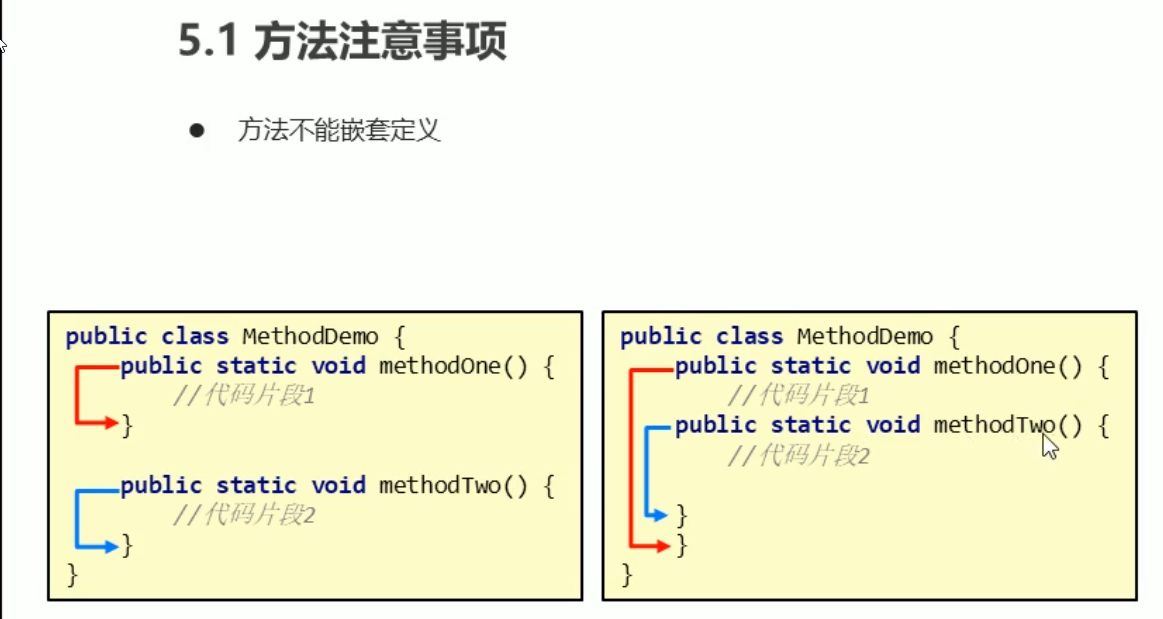 5.1 方法注意事项
● 方法不能嵌套定义
public class MethodDemo {
public static void methodOne() {
//代码片段1
}
public static void methodTwo() {
//代码片段2
}
}
public class MethodDemo {
public static void methodOne() {
//代码片段1
public static void methodTwo() {
//代码片段2
}
}
}